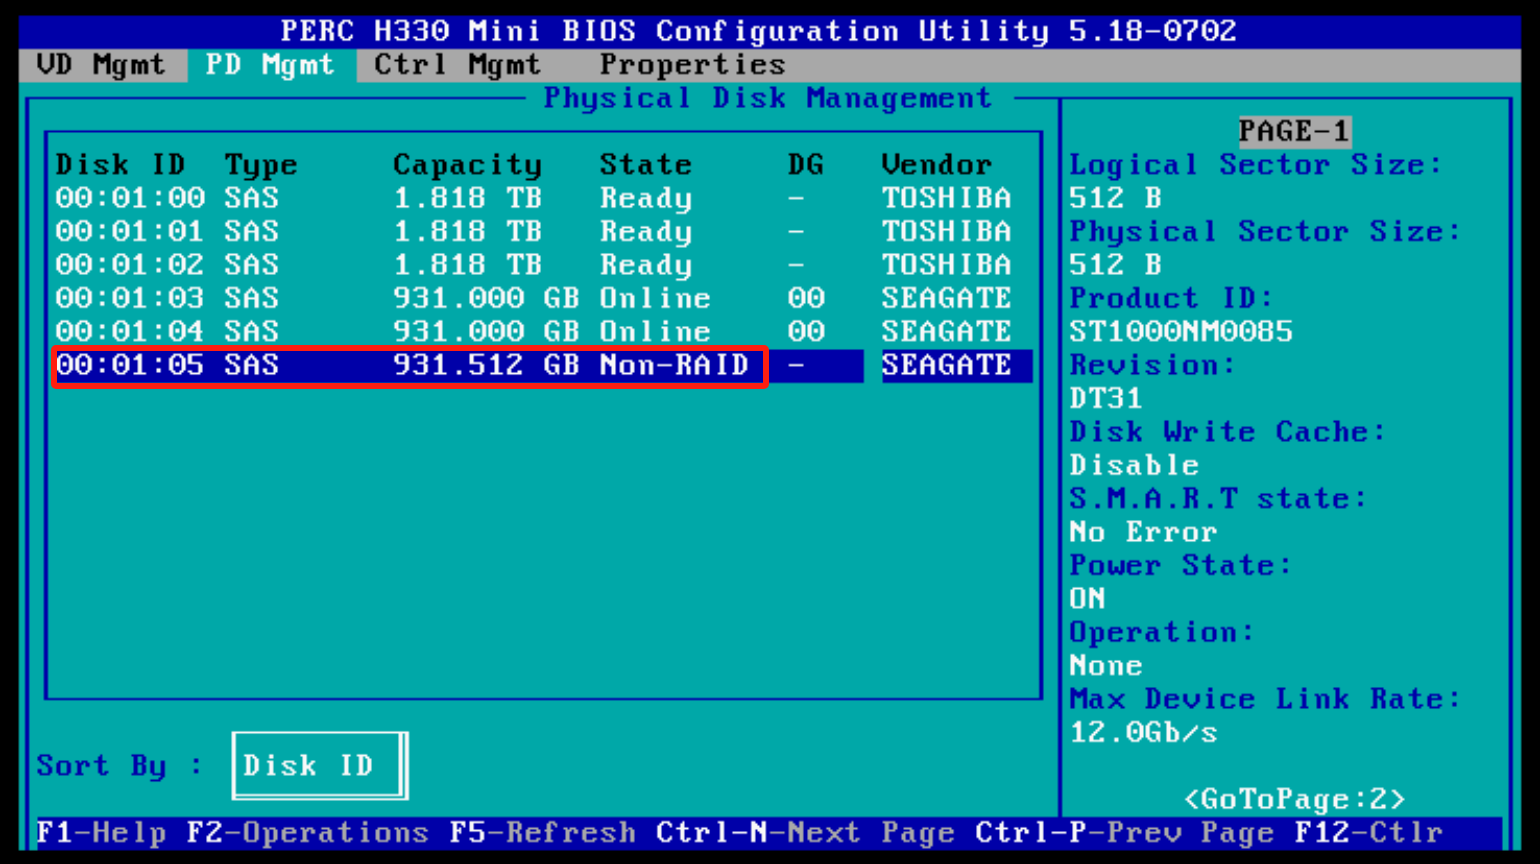 PERC H330 Mini BIOS Configuration Utility 5.18-0702
VD Mgmt PD Mgmt Ctrl Mgmt Properties
Physical Disk Management
Disk ID Type Capacity State DG Vendor
00:01:00 SAS 1.818 TB Ready - TOSHIBA
00:01:01 SAS 1.818 TB Ready - TOSHIBA
00:01:02 SAS 1.818 TB Ready - TOSHIBA
00:01:03 SAS 931.000 GB Online 00 SEAGATE
00:01:04 SAS 931.000 GB Online 00 SEAGATE
00:01:05 SAS 931.512 GB Non-RAID - SEAGATE
Sort By : Disk ID
PAGE-1
Logical Sector Size:
512 B
Physical Sector Size:
512 B
Product ID:
ST1000NM0085
Revision:
DT31
Disk Write Cache:
Disable
S.M.A.R.T state:
No Error
Power State:
ON
Operation:
None
Max Device Link Rate:
12.0Gb/s
<GoToPage:2>
F1-Help F2-Operations F5-Refresh Ctrl-N-Next Page Ctrl-P-Prev Page F12-Ctlr